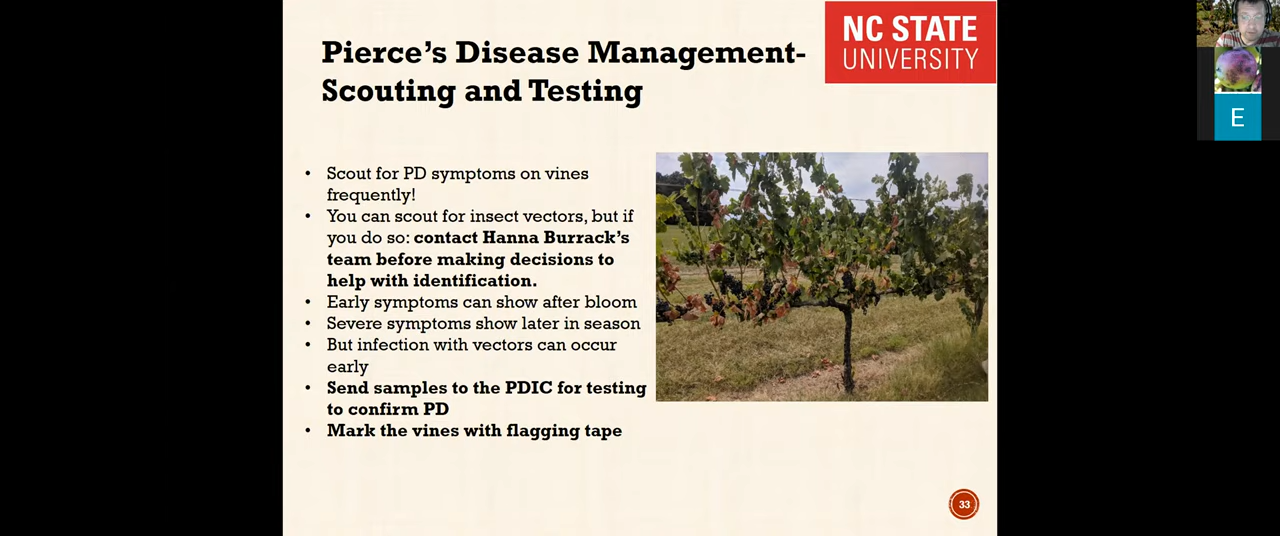 Pierce's Disease Management-
Scouting and Testing
NC STATE
UNIVERSITY
E
• Scout for PD symptoms on vines
frequently!
• You can scout for insect vectors, but if
you do so: contact Hanna Burrack's
team before making decisions to
help with identification.
• Early symptoms can show after bloom
• Severe symptoms show later in season
• But infection with vectors can occur
early
• Send samples to the PDIC for testing
to confirm PD
• Mark the vines with flagging tape
33